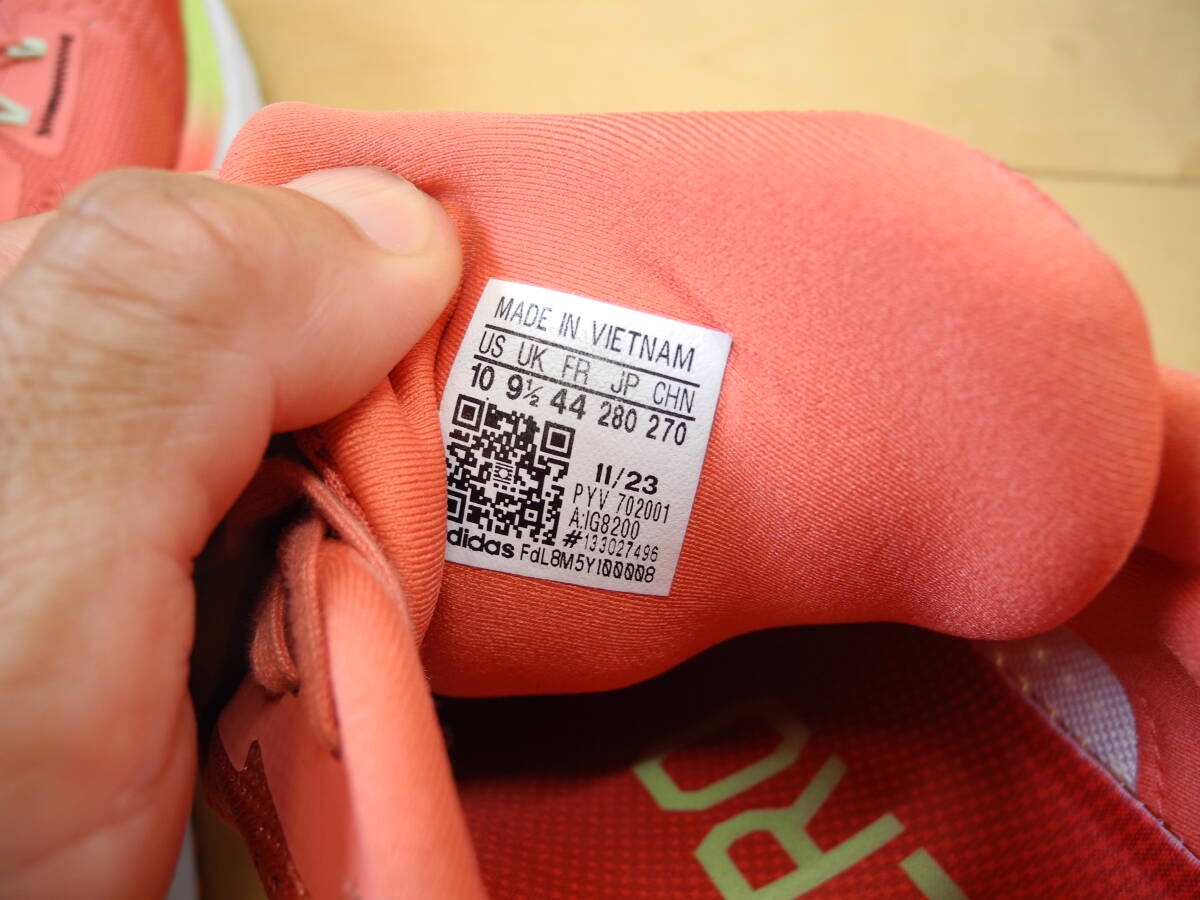 MADE IN VIETNAM
US UK FR JP CHN
10 9½ 44 280 270
11/23
PYV 702001
A:IG8200
#133027496
adidas FdL8M5Y100008
RO